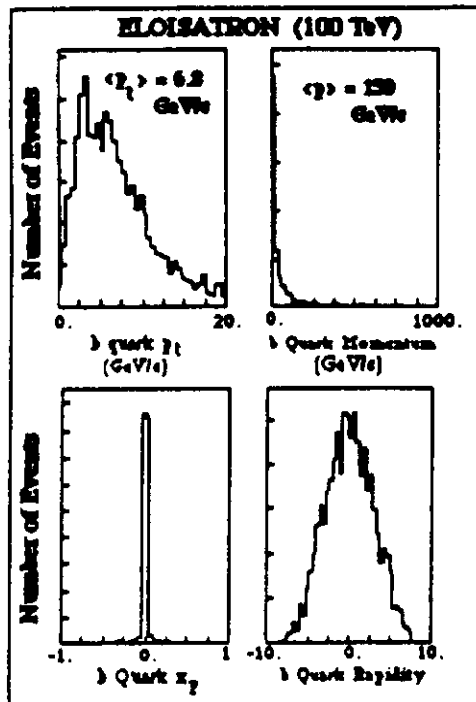 ELOISATRON (100 TeV)
Number of Events
<p_t> = 6.2
GeV/c
0. 20.
b quark p_t
(GeV/c)
GeV/c
0. 1000.
b Quark Momentum
(GeV/c)
Number of Events
-1. 0. 1
b Quark x_F
-10. 0. 10.
b Quark Rapidity